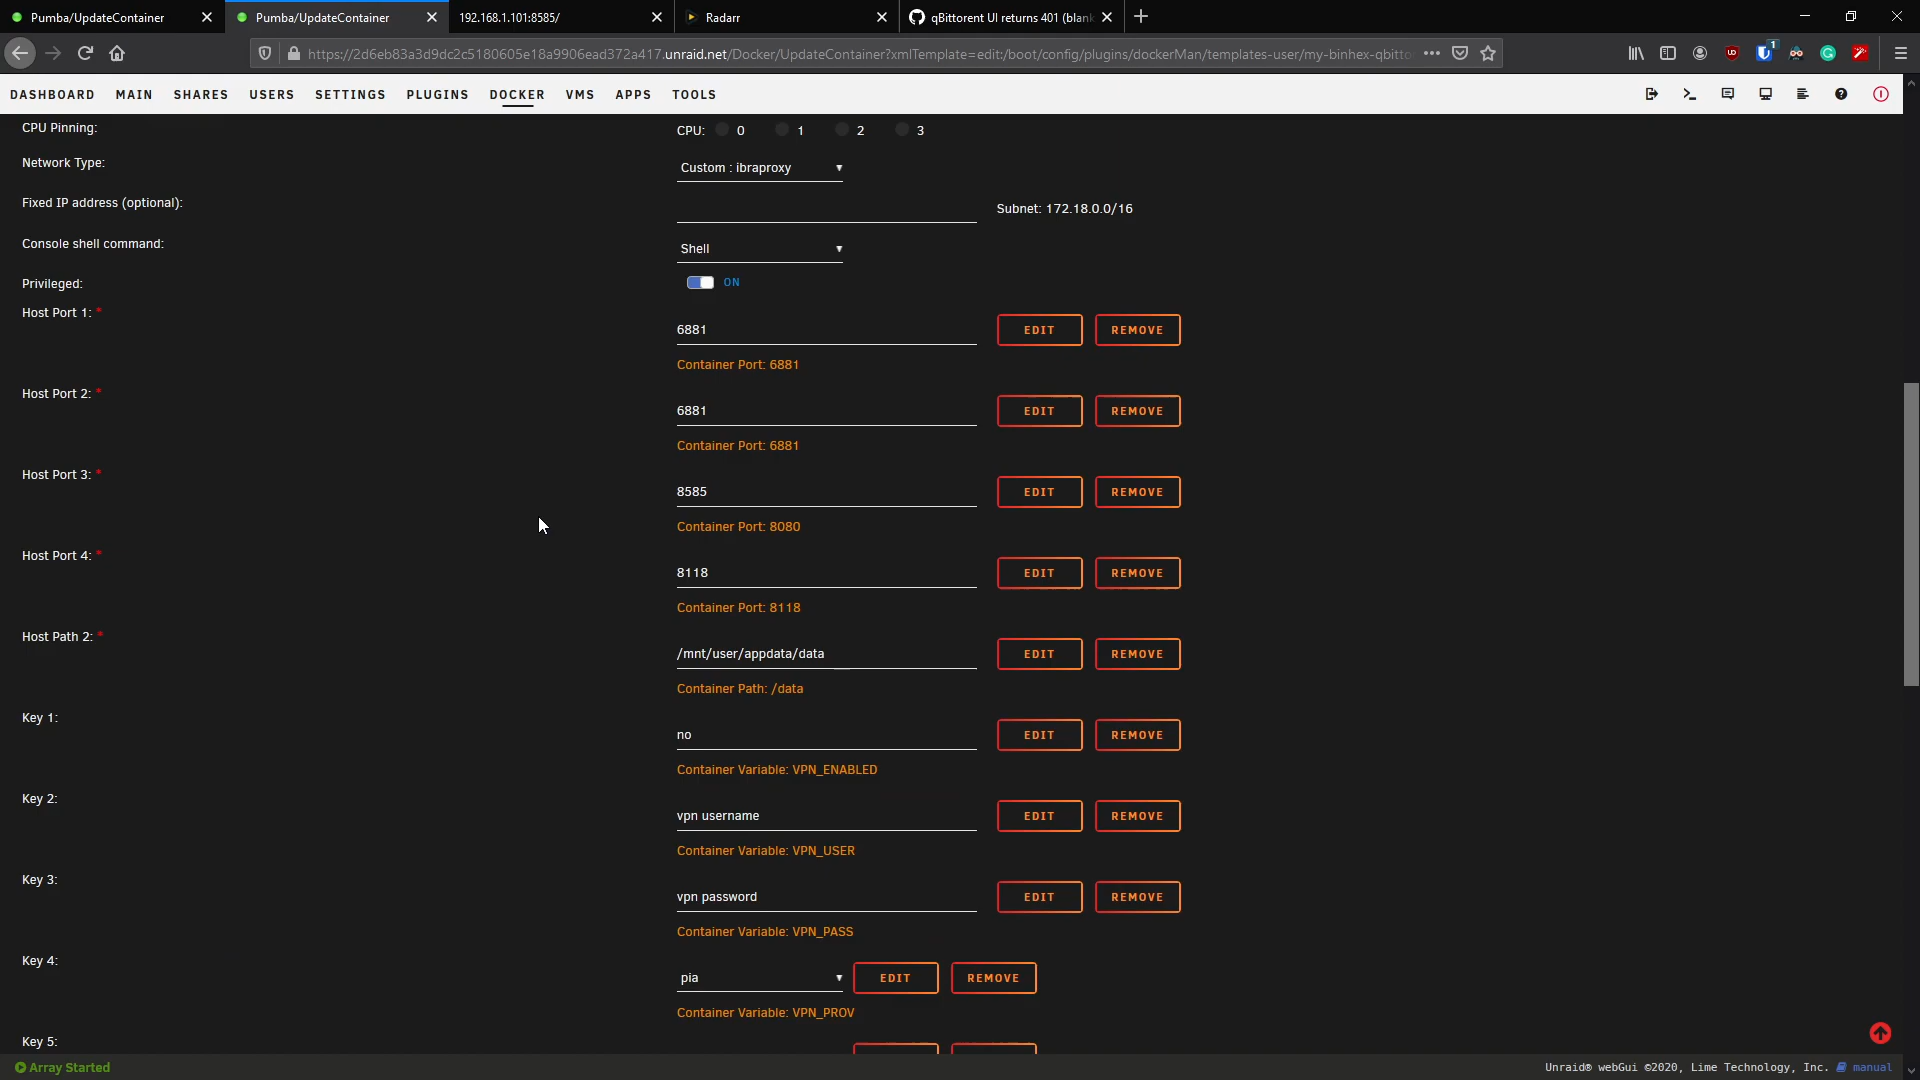 Pumba/UpdateContainer
Pumba/UpdateContainer
192.168.1.101:8585/
Radarr
qBittorent UI returns 401 (blan
https://2d6eb83a3d9dc2c5180605e18a9906ead372a417.unraid.net/Docker/UpdateContainer?xmlTemplate=edit:/boot/config/plugins/dockerMan/templates-user/my-binhex-qbitto
1
DASHBOARD MAIN SHARES USERS SETTINGS PLUGINS DOCKER VMS APPS TOOLS
CPU Pinning:
CPU: 0 1 2 3
Network Type:
Custom : ibraproxy
Fixed IP address (optional):
Subnet: 172.18.0.0/16
Console shell command:
Shell
Privileged:
ON
Host Port 1: *
6881 EDIT REMOVE
Container Port: 6881
Host Port 2: *
6881 EDIT REMOVE
Container Port: 6881
Host Port 3: *
8585 EDIT REMOVE
Container Port: 8080
Host Port 4: *
8118 EDIT REMOVE
Container Port: 8118
Host Path 2: *
/mnt/user/appdata/data EDIT REMOVE
Container Path: /data
Key 1:
no EDIT REMOVE
Container Variable: VPN_ENABLED
Key 2:
vpn username EDIT REMOVE
Container Variable: VPN_USER
Key 3:
vpn password EDIT REMOVE
Container Variable: VPN_PASS
Key 4:
pia EDIT REMOVE
Container Variable: VPN_PROV
Key 5:
Array Started
Unraid® webGui ©2020, Lime Technology, Inc. manual